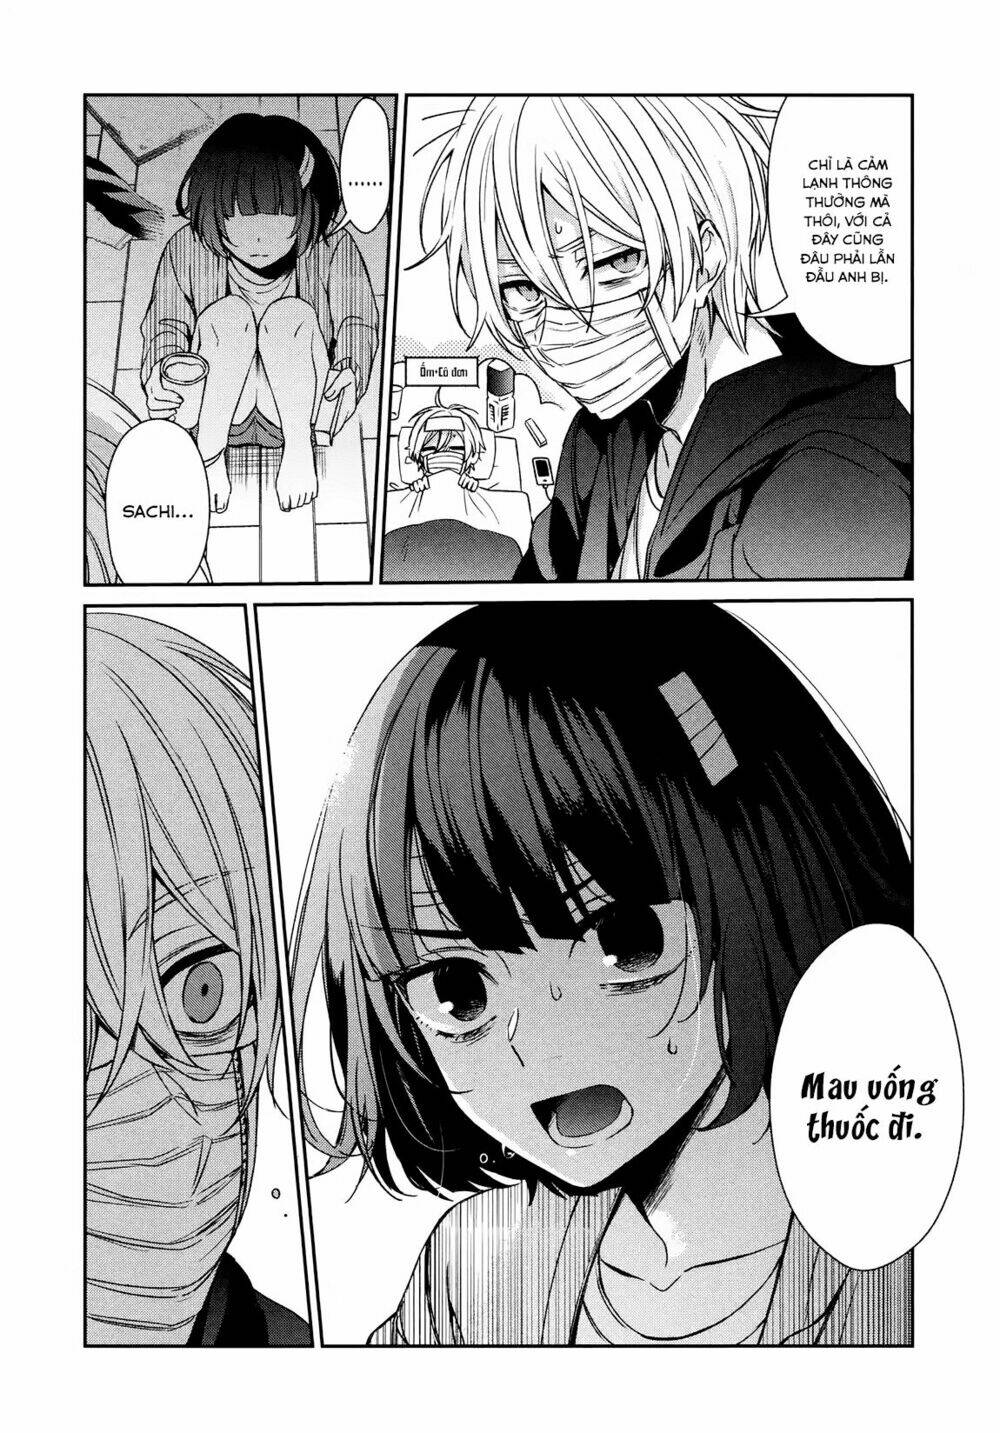 CHỈ LÀ CẢM
LẠNH THÔNG
THƯỜNG MÀ
THÔI, VỚI CẢ
ĐÂY CŨNG
ĐÂU PHẢI LẦN
ĐẦU ANH BỊ.
Ốm+Cô đơn
......
SACHI...
Mau uống
thuốc đi.